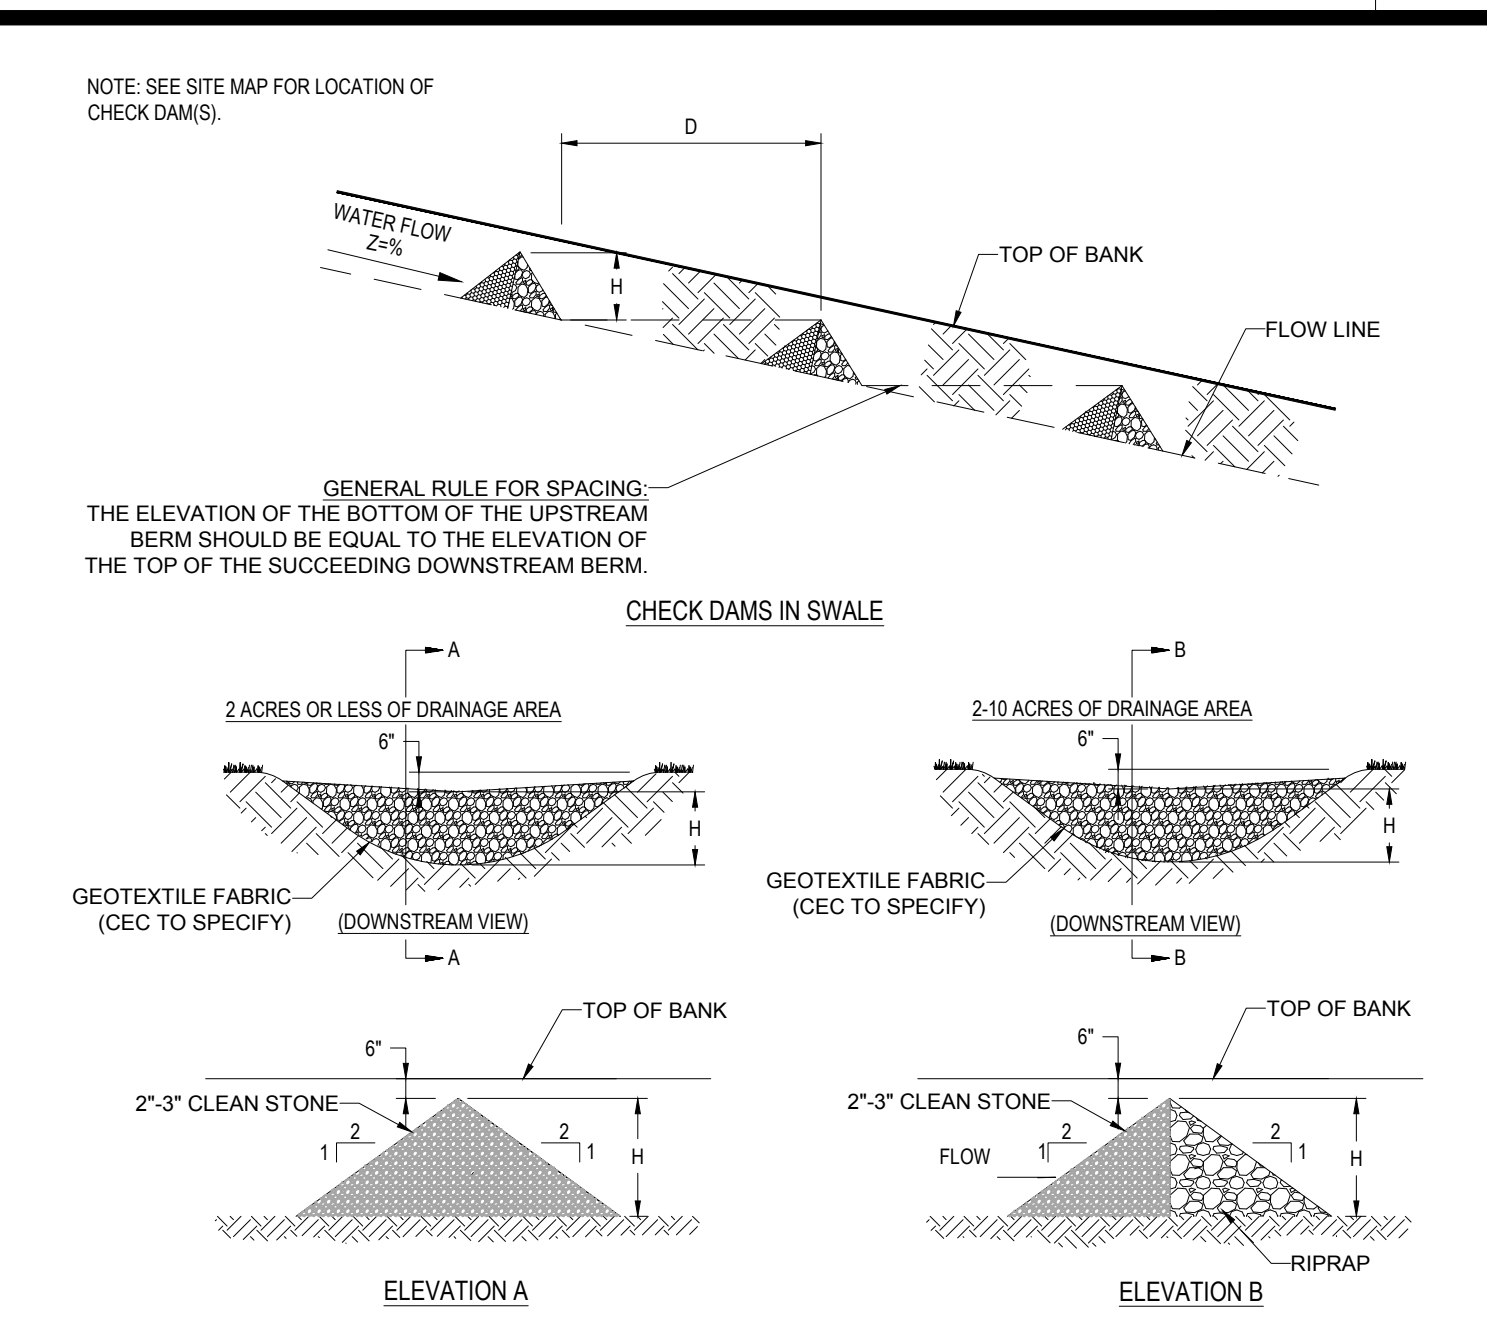 NOTE: SEE SITE MAP FOR LOCATION OF
CHECK DAM(S).
D
WATER FLOW
Z=%
H
TOP OF BANK
FLOW LINE
GENERAL RULE FOR SPACING:
THE ELEVATION OF THE BOTTOM OF THE UPSTREAM
BERM SHOULD BE EQUAL TO THE ELEVATION OF
THE TOP OF THE SUCCEEDING DOWNSTREAM BERM.
CHECK DAMS IN SWALE
A
2 ACRES OR LESS OF DRAINAGE AREA
6"
H
GEOTEXTILE FABRIC
(CEC TO SPECIFY)
(DOWNSTREAM VIEW)
A
B
2-10 ACRES OF DRAINAGE AREA
6"
H
GEOTEXTILE FABRIC
(CEC TO SPECIFY)
(DOWNSTREAM VIEW)
B
TOP OF BANK
6"
2"-3" CLEAN STONE
2
1
2
1
H
ELEVATION A
TOP OF BANK
6"
2"-3" CLEAN STONE
2
1
2
1
FLOW
H
RIPRAP
ELEVATION B